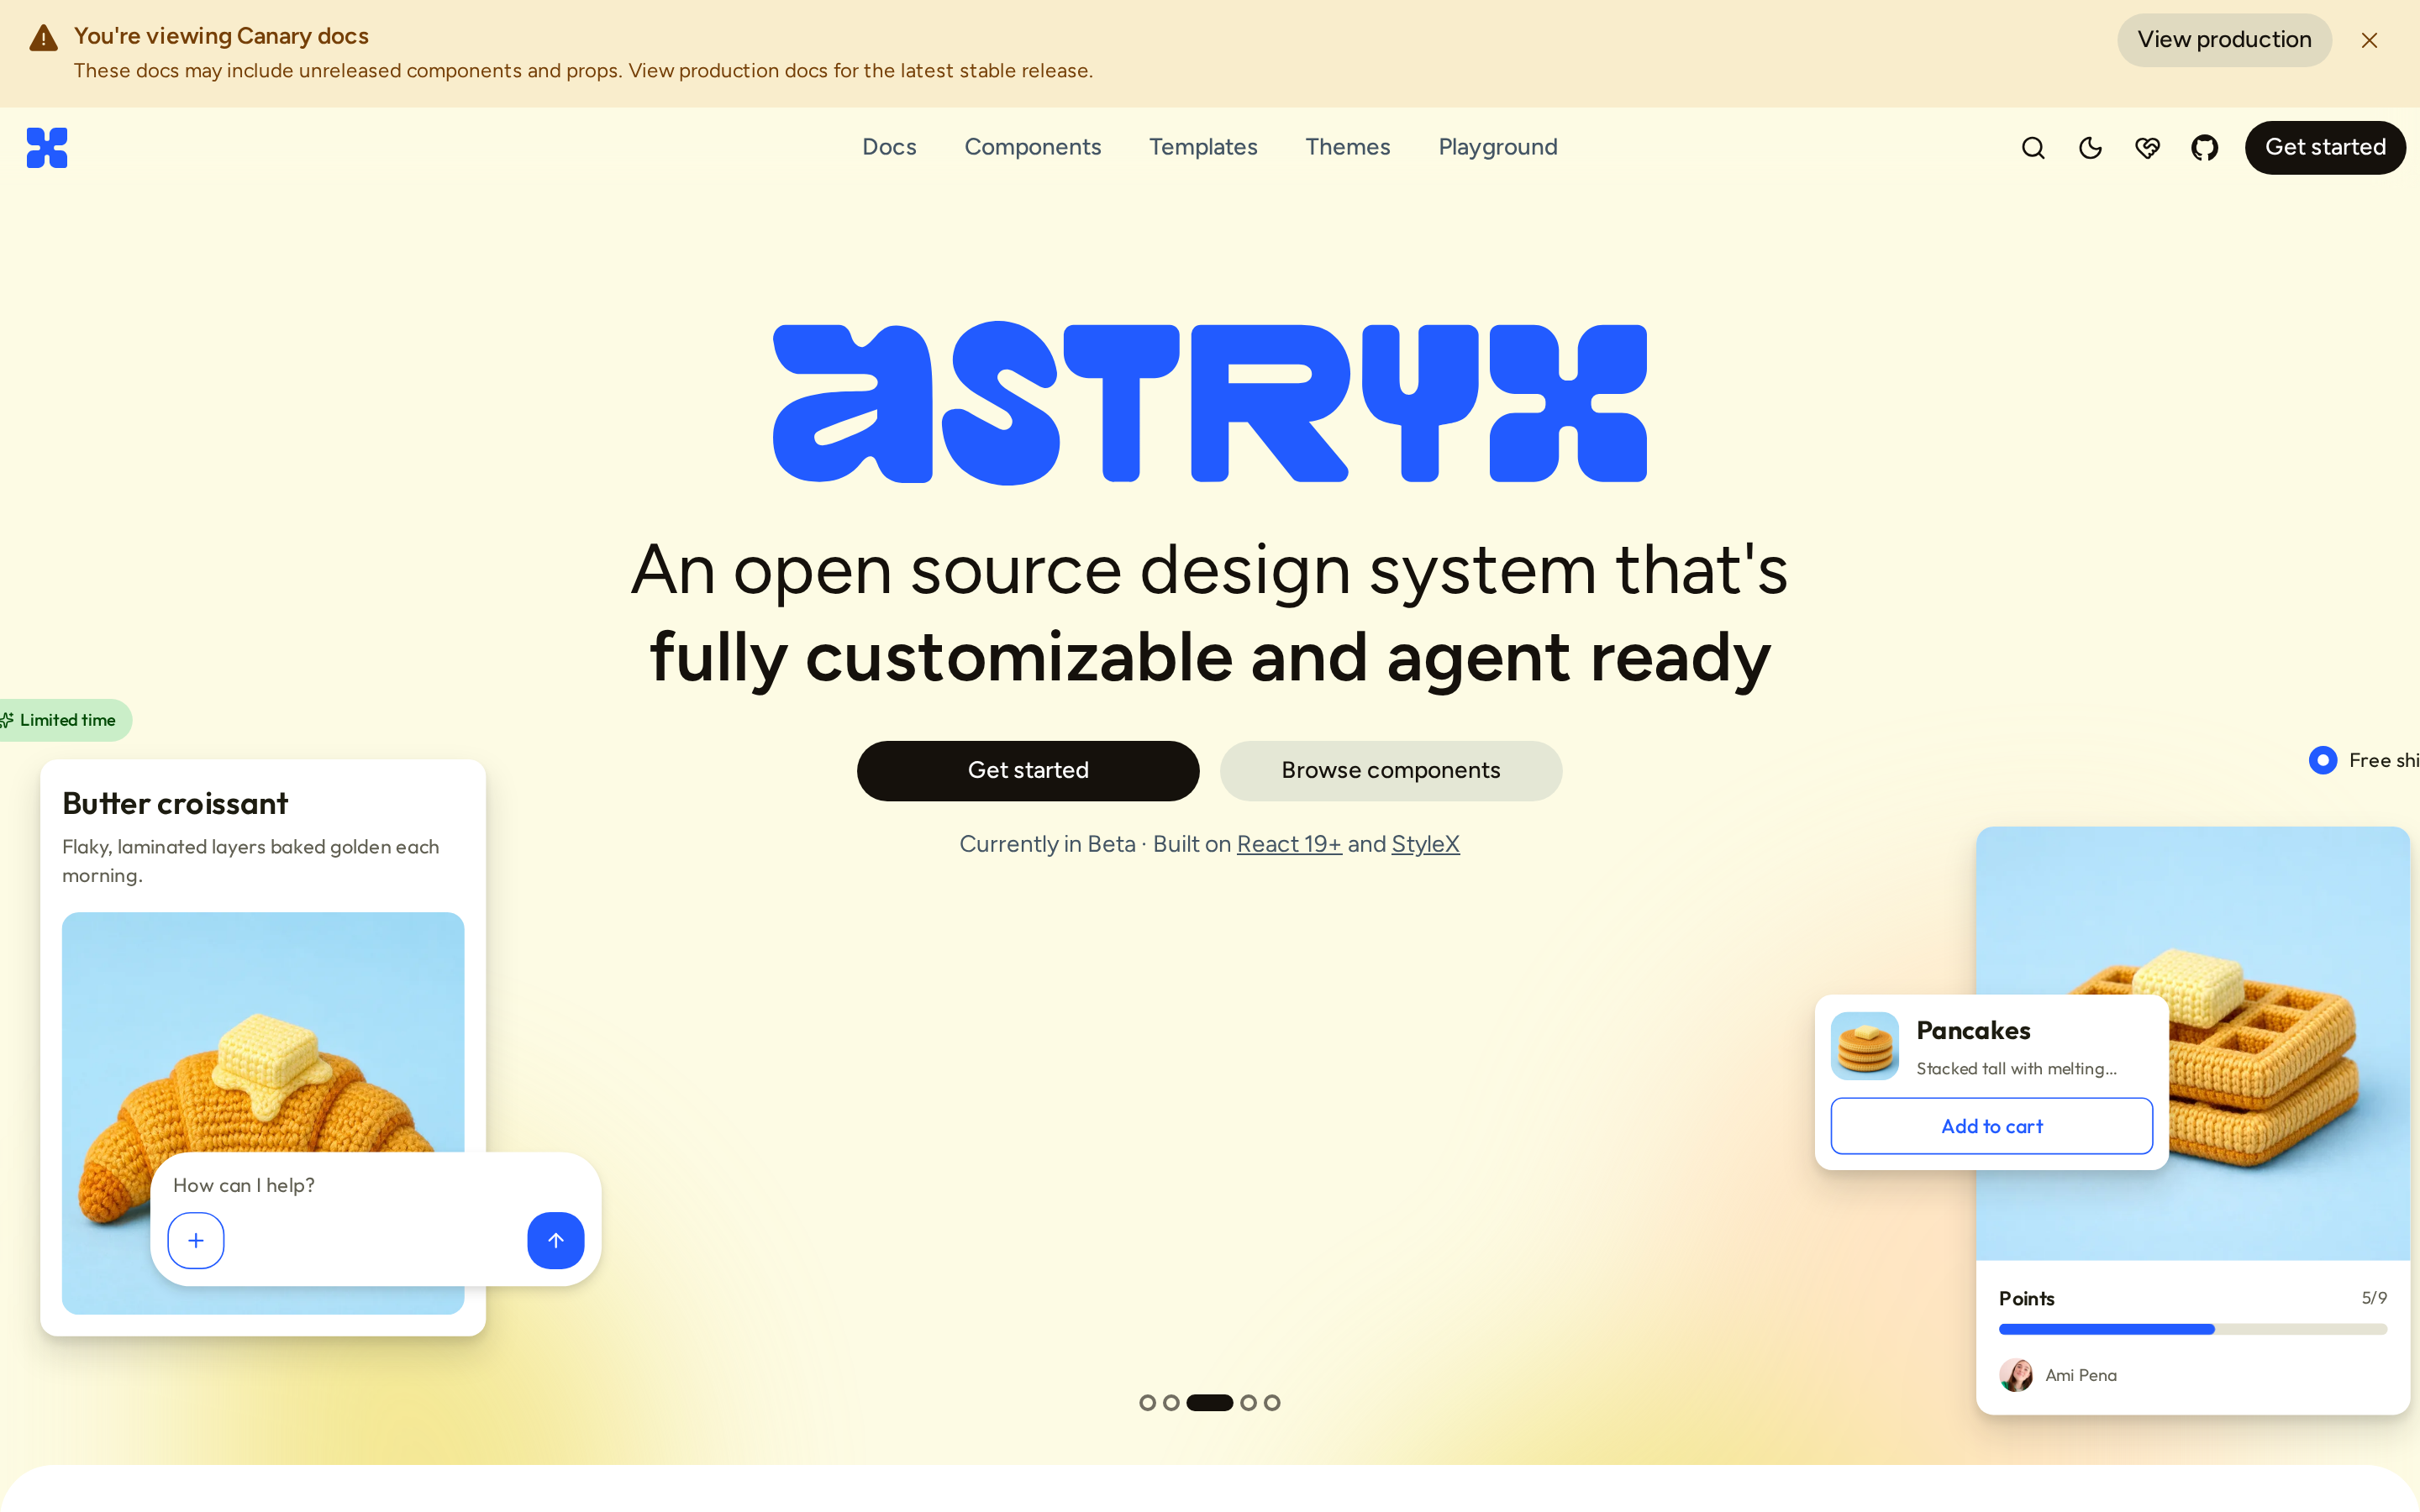 You're viewing Canary docs
These docs may include unreleased components and props. View production docs for the latest stable release.
View production
Docs
Components
Templates
Themes
Playground
Get started
aSTRYX
An open source design system that's
fully customizable and agent ready
Get started
Browse components
Currently in Beta · Built on React 19+ and StyleX
Limited time
Butter croissant
Flaky, laminated layers baked golden each
morning.
How can I help?
Free shi
Pancakes
Stacked tall with melting...
Add to cart
Points
5/9
Ami Pena